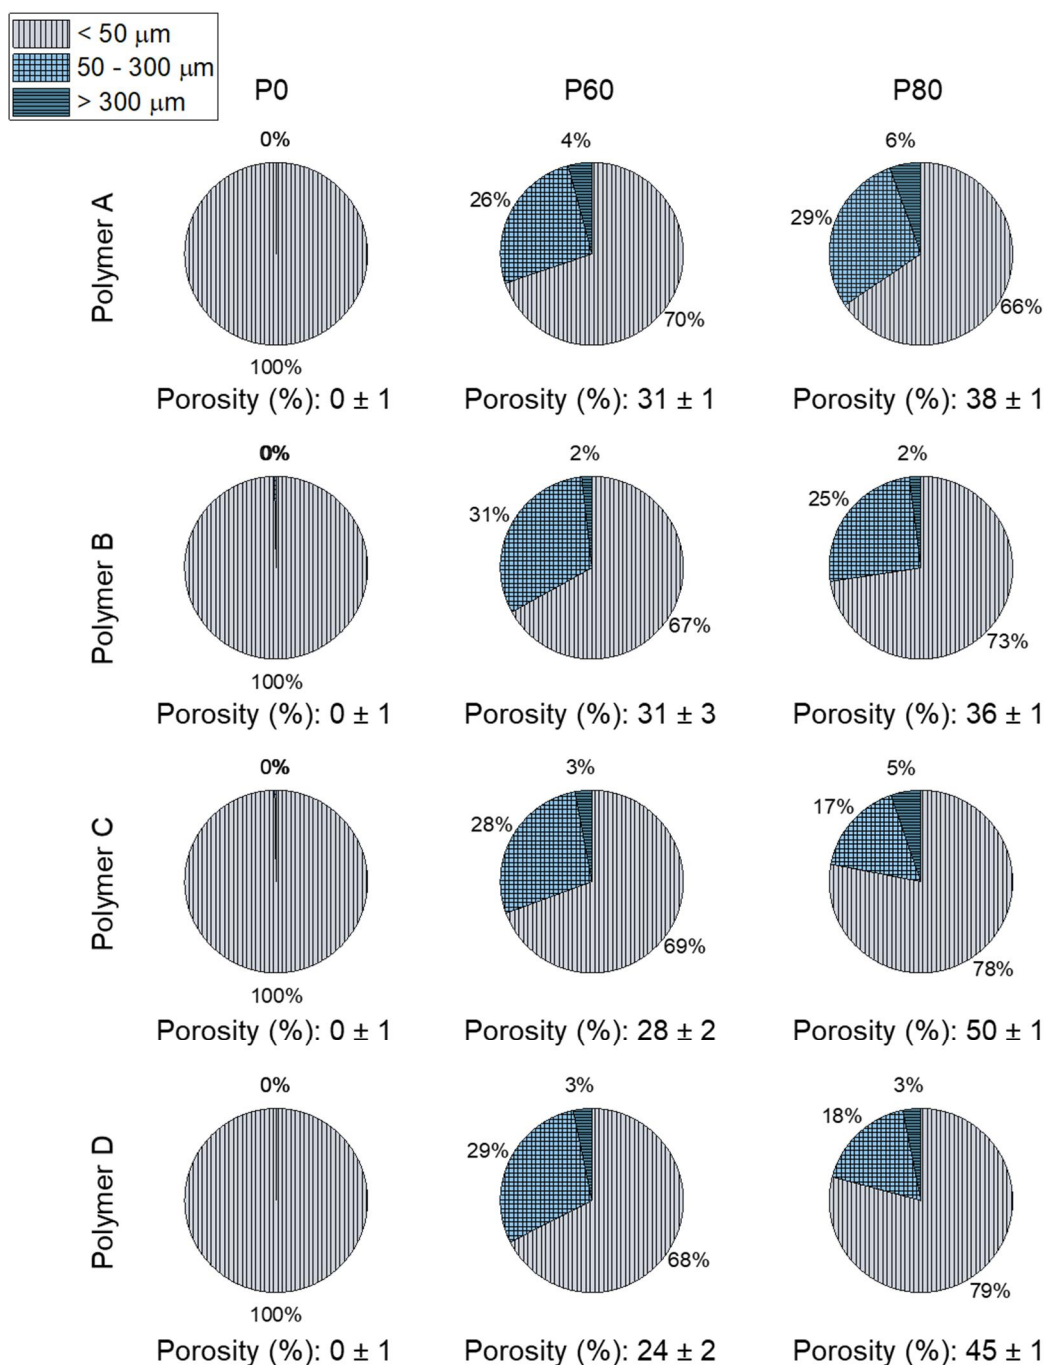 < 50 μm
50 - 300 μm
> 300 μm
P0
P60
P80
Polymer A
0%
100%
Porosity (%): 0 ± 1
4%
26%
70%
Porosity (%): 31 ± 1
6%
29%
66%
Porosity (%): 38 ± 1
Polymer B
0%
100%
Porosity (%): 0 ± 1
2%
31%
67%
Porosity (%): 31 ± 3
2%
25%
73%
Porosity (%): 36 ± 1
Polymer C
0%
100%
Porosity (%): 0 ± 1
3%
28%
69%
Porosity (%): 28 ± 2
5%
17%
78%
Porosity (%): 50 ± 1
Polymer D
0%
100%
Porosity (%): 0 ± 1
3%
29%
68%
Porosity (%): 24 ± 2
3%
18%
79%
Porosity (%): 45 ± 1